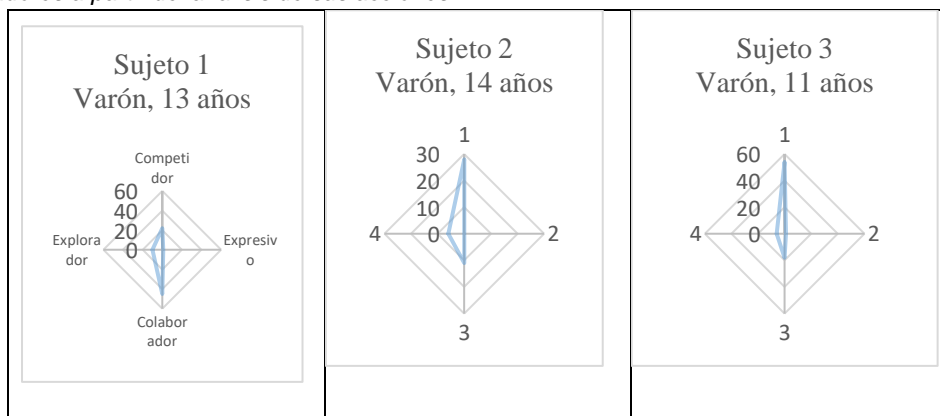 Sujeto 1
Varón, 13 años
Competi
dor
60
40
20
0
Explora
dor
Expresiv
o
Colabor
ador
Sujeto 2
Varón, 14 años
1
30
20
10
0
4
2
3
Sujeto 3
Varón, 11 años
1
60
40
20
0
4
2
3